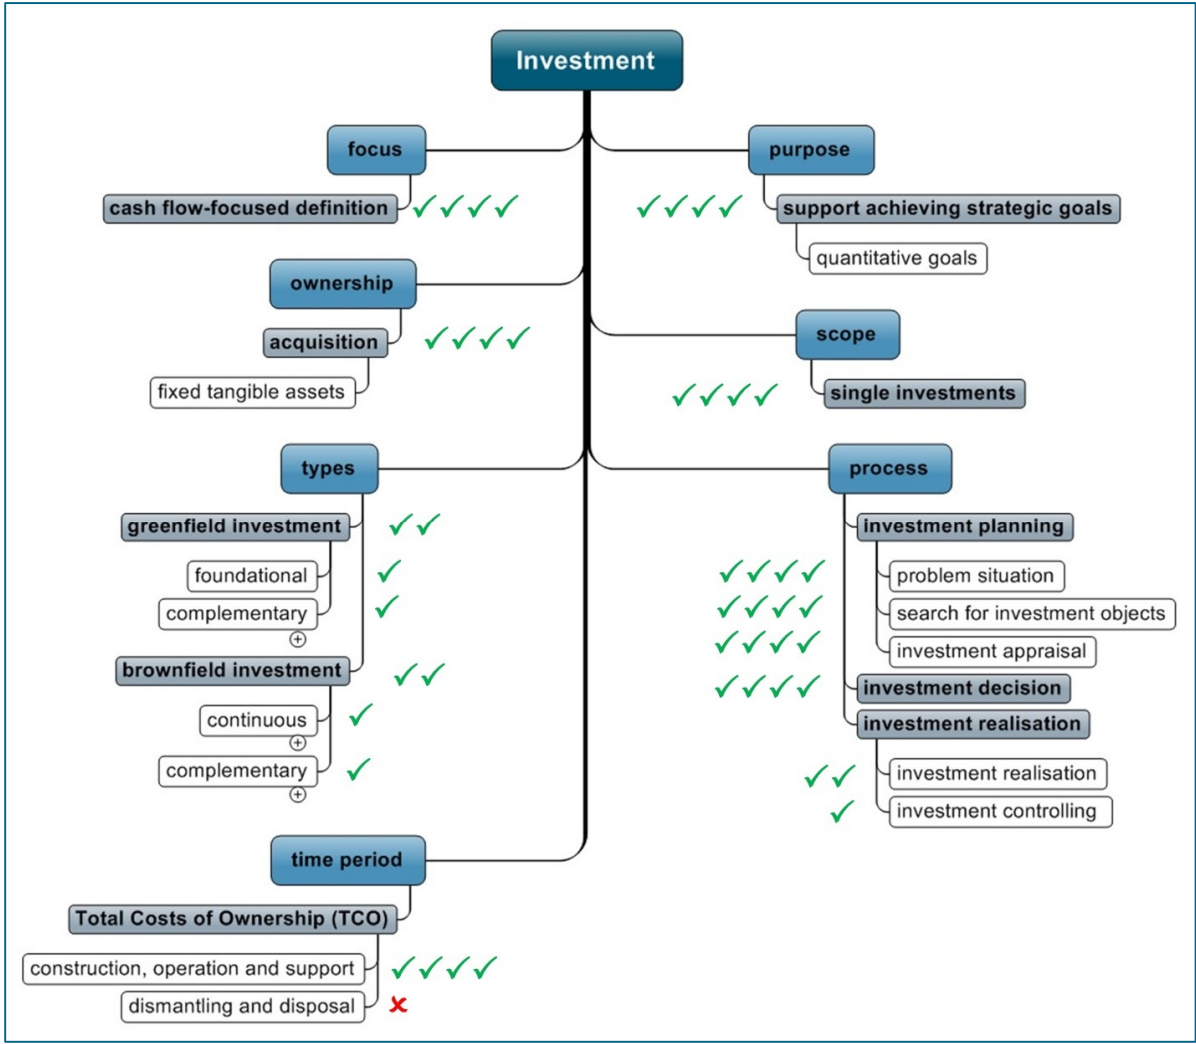 Investment
focus
cash flow-focused definition
ownership
acquisition
fixed tangible assets
types
greenfield investment
foundational
complementary
brownfield investment
continuous
complementary
time period
Total Costs of Ownership (TCO)
construction, operation and support
dismantling and disposal
purpose
support achieving strategic goals
quantitative goals
scope
single investments
process
investment planning
problem situation
search for investment objects
investment appraisal
investment decision
investment realisation
investment realisation
investment controlling